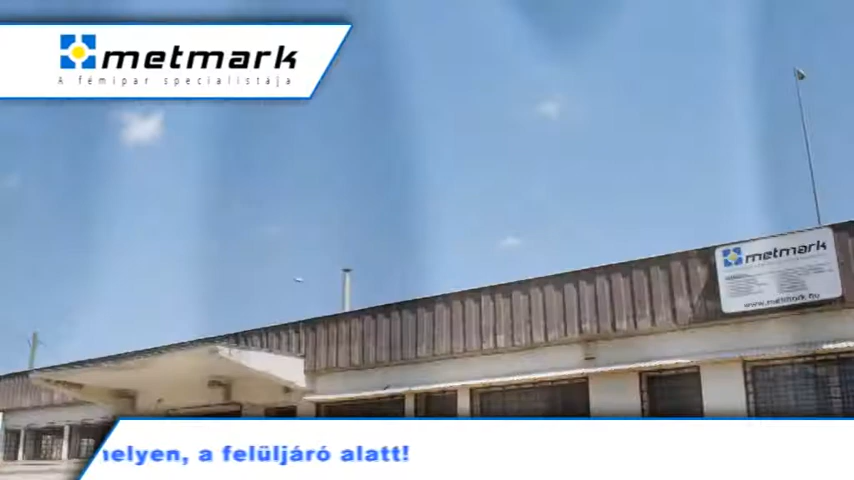 metmark
A fémipar specialistája
metmark
www.metmark.hu
helyen, a felüljáró alatt!